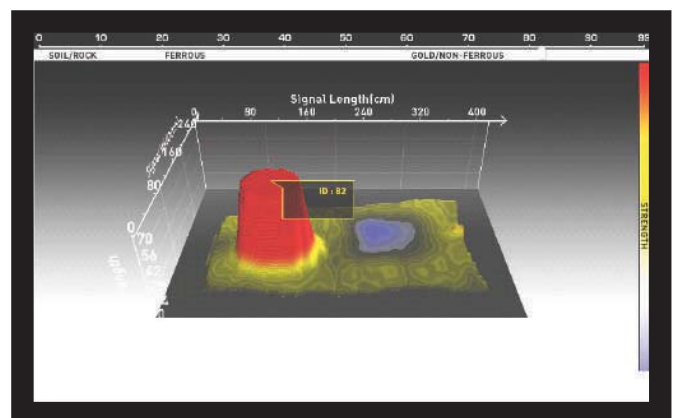 0 10 20 30 40 50 60 70 80 90 99
SOIL/ROCK FERROUS GOLD/NON-FERROUS
Signal Length(cm)
0 80 160 240 320 400
240
160
80
0
70
56
42
ID : 82
STRENGTH